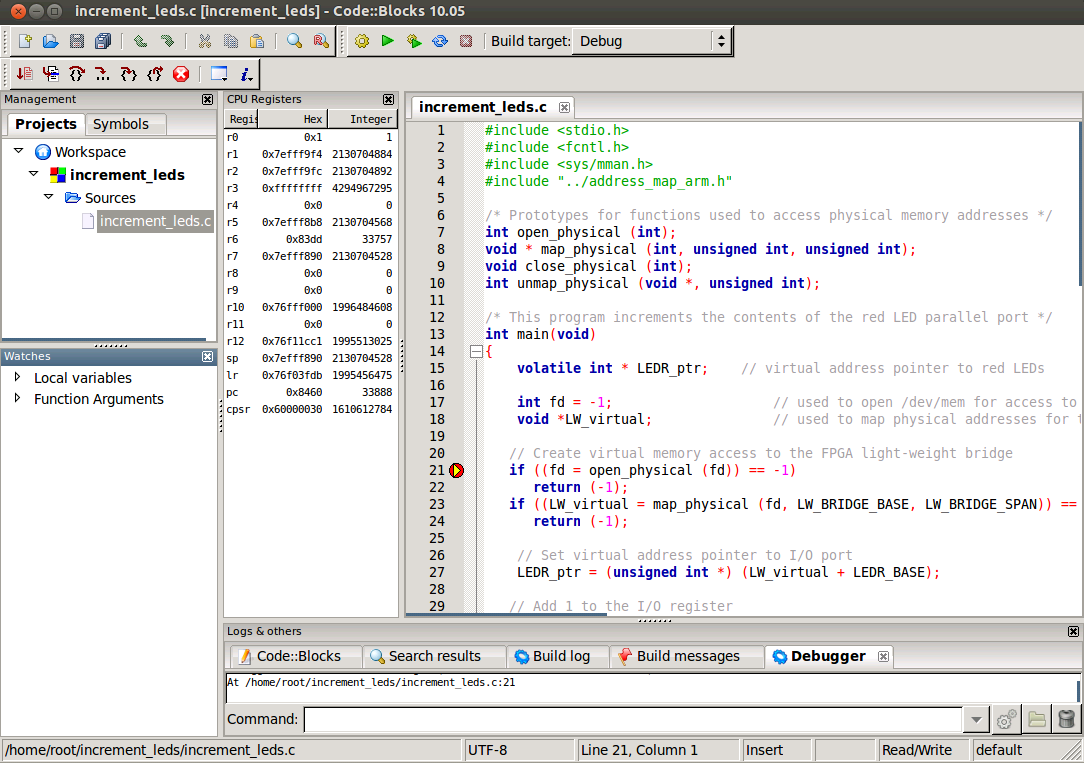 increment_leds.c [increment_leds] - Code::Blocks 10.05
Build target: Debug
Management
Projects Symbols
Workspace
increment_leds
Sources
increment_leds.c
Watches
Local variables
Function Arguments
CPU Registers
Regis Hex Integer
r0 0x1 1
r1 0x7efff9f4 2130704884
r2 0x7efff9fc 2130704892
r3 0xffffffff 4294967295
r4 0x0 0
r5 0x7efff8b8 2130704568
r6 0x83dd 33757
r7 0x7efff890 2130704528
r8 0x0 0
r9 0x0 0
r10 0x76fff000 1996484608
r11 0x0 0
r12 0x76f11cc1 1995513025
sp 0x7efff890 2130704528
lr 0x76f03fdb 1995456475
pc 0x8460 33888
cpsr 0x60000030 1610612784
increment_leds.c
1 #include <stdio.h>
2 #include <fcntl.h>
3 #include <sys/mman.h>
4 #include "../address_map_arm.h"
5
6 /* Prototypes for functions used to access physical memory addresses */
7 int open_physical (int);
8 void * map_physical (int, unsigned int, unsigned int);
9 void close_physical (int);
10 int unmap_physical (void *, unsigned int);
11
12 /* This program increments the contents of the red LED parallel port */
13 int main(void)
14 {
15 volatile int * LEDR_ptr; // virtual address pointer to red LEDs
16
17 int fd = -1; // used to open /dev/mem for access to
18 void *LW_virtual; // used to map physical addresses for
19
20 // Create virtual memory access to the FPGA light-weight bridge
21 if ((fd = open_physical (fd)) == -1)
22 return (-1);
23 if ((LW_virtual = map_physical (fd, LW_BRIDGE_BASE, LW_BRIDGE_SPAN)) ==
24 return (-1);
25
26 // Set virtual address pointer to I/O port
27 LEDR_ptr = (unsigned int *) (LW_virtual + LEDR_BASE);
28
29 // Add 1 to the I/O register
Logs & others
Code::Blocks Search results Build log Build messages Debugger
At /home/root/increment_leds/increment_leds.c:21
Command:
/home/root/increment_leds/increment_leds.c UTF-8 Line 21, Column 1 Insert Read/Write default